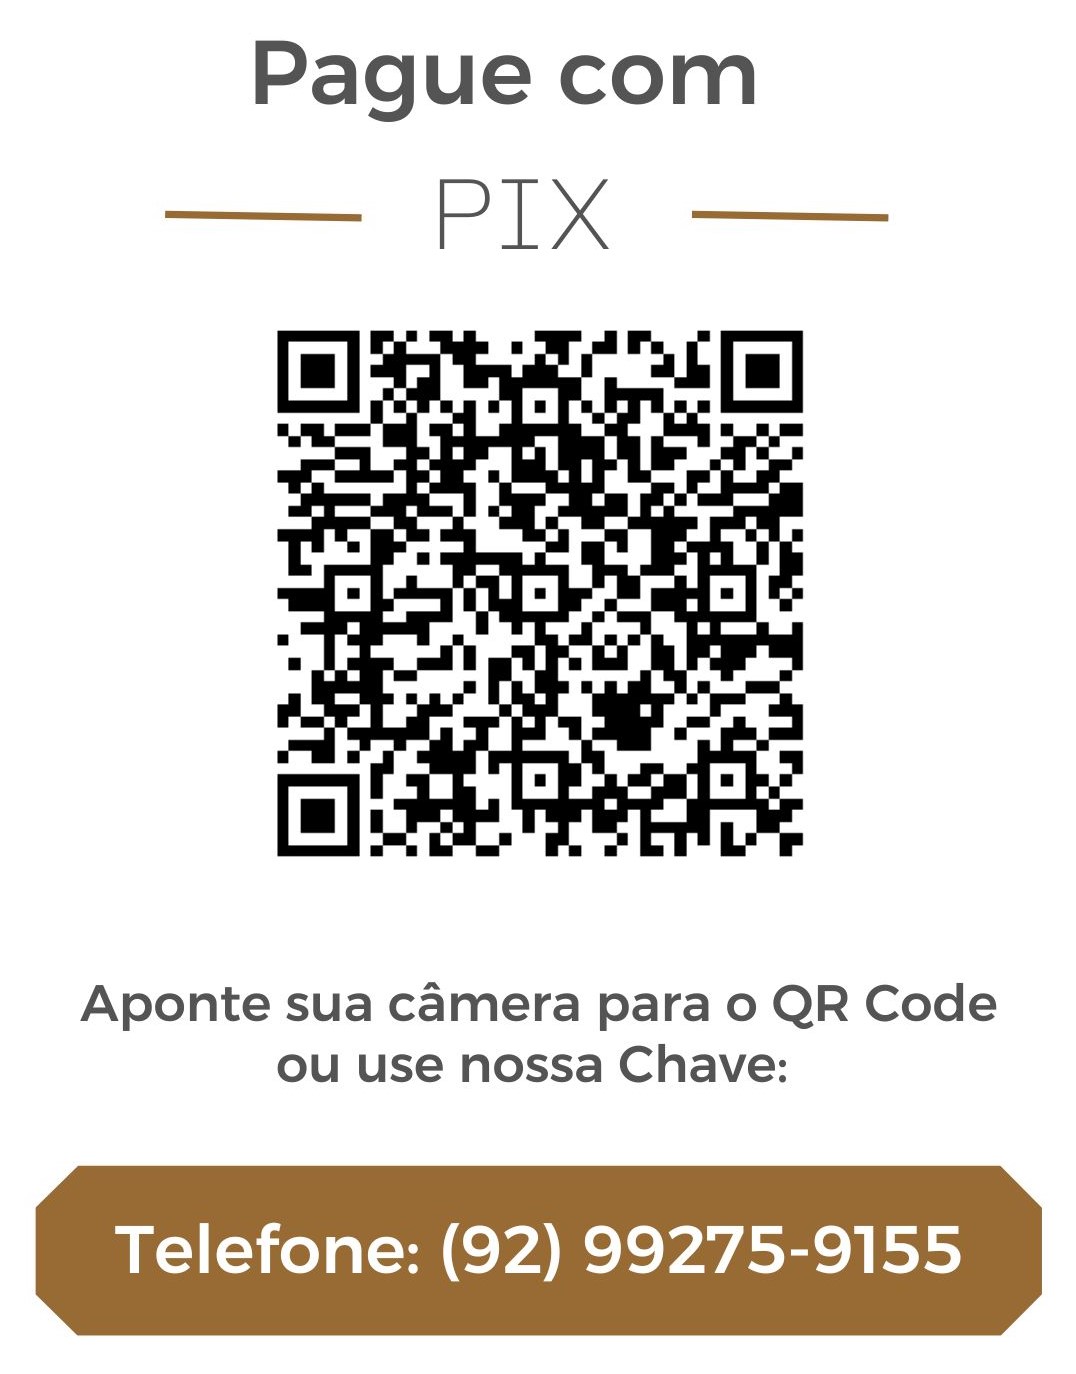 Pague com
PIX
Aponte sua câmera para o QR Code
ou use nossa Chave:
Telefone: (92) 99275-9155